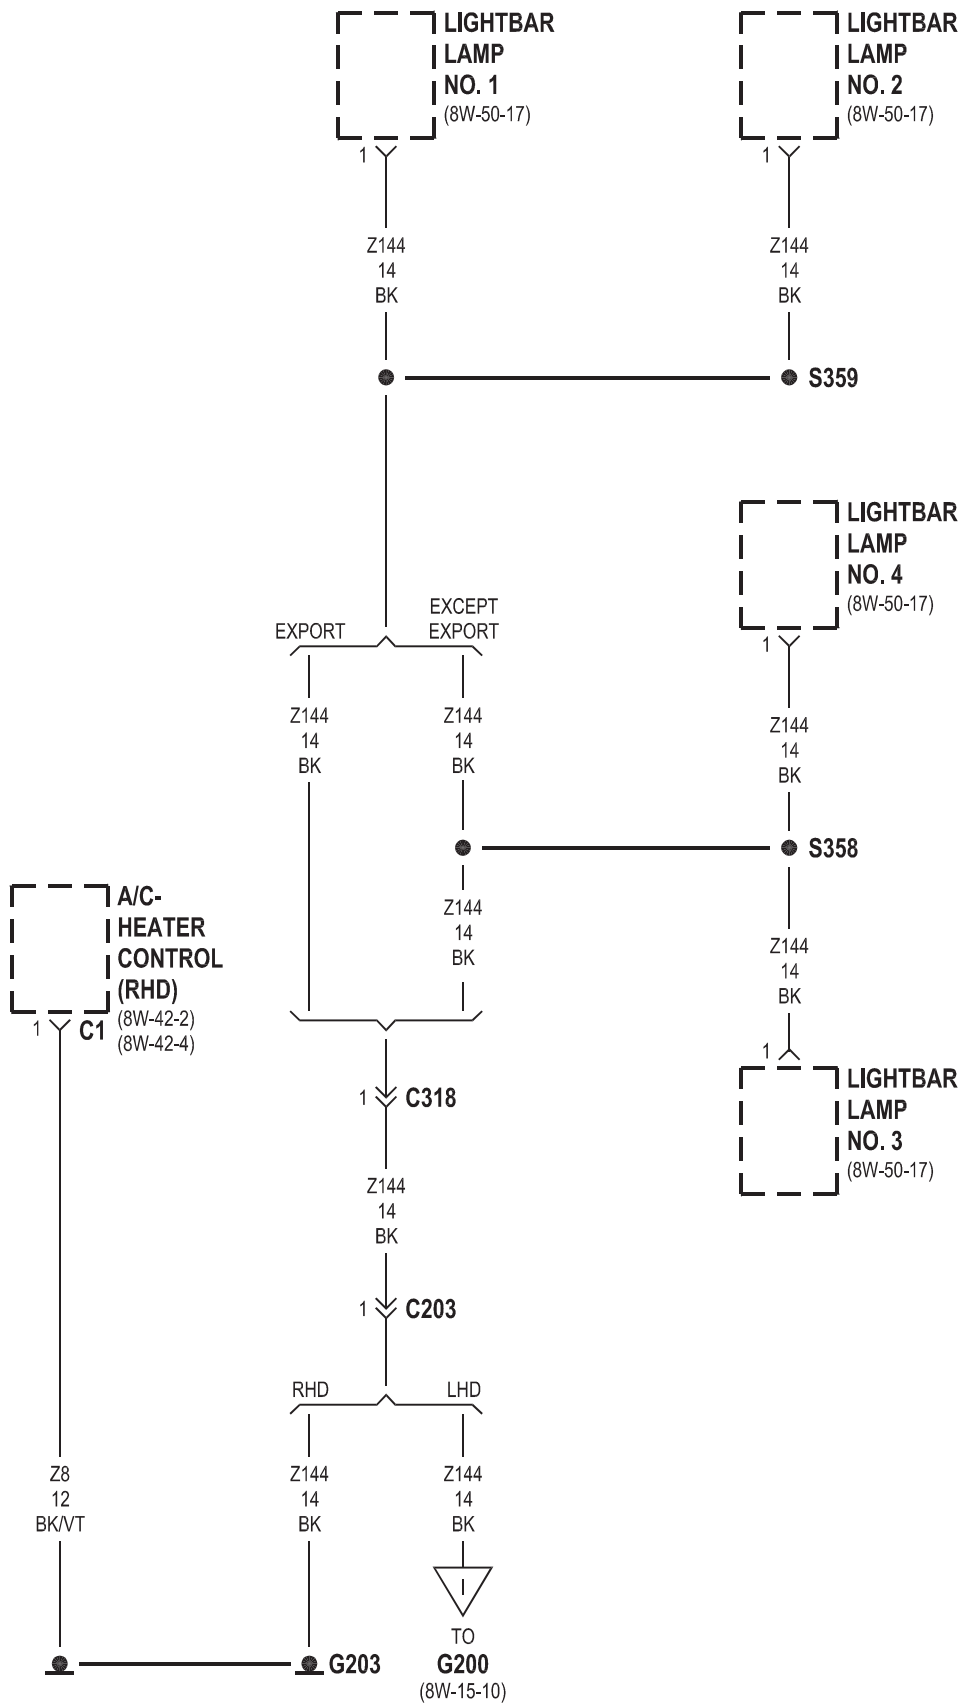 LIGHTBAR
LAMP
NO. 1
(8W-50-17)
LIGHTBAR
LAMP
NO. 2
(8W-50-17)
1
1
Z144
14
BK
Z144
14
BK
S359
LIGHTBAR
LAMP
NO. 4
(8W-50-17)
1
EXPORT
EXCEPT
EXPORT
Z144
14
BK
Z144
14
BK
Z144
14
BK
S358
A/C-
HEATER
CONTROL
(RHD)
(8W-42-2)
(8W-42-4)
1
C1
Z144
14
BK
Z144
14
BK
1
LIGHTBAR
LAMP
NO. 3
(8W-50-17)
1
C318
Z144
14
BK
1
C203
RHD
LHD
Z8
12
BK/VT
Z144
14
BK
Z144
14
BK
I
G203
TO
G200
(8W-15-10)